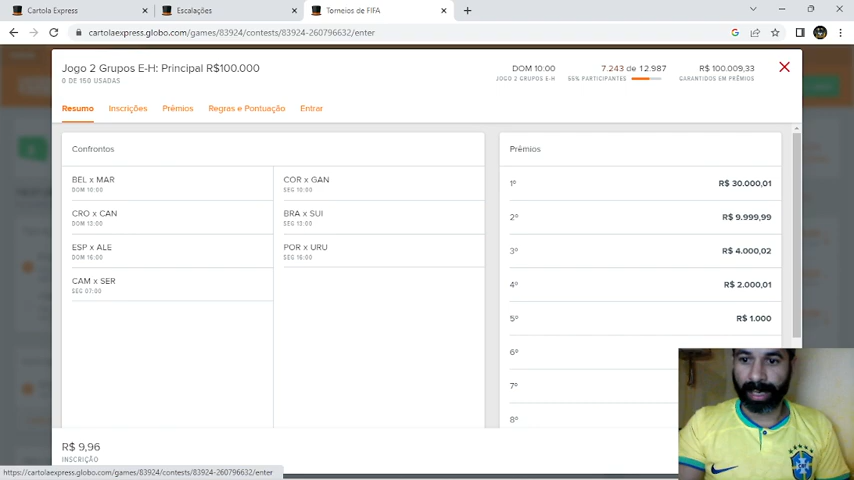 Cartola Express
Escalações
Torneios de FIFA
cartolaexpress.globo.com/games/83924/contests/83924-260796632/enter
Jogo 2 Grupos E-H: Principal R$100.000
0 DE 150 USADAS
DOM 10:00
JOGO 2 GRUPOS E-H
7.243 de 12.987
55% PARTICIPANTES
R$ 100.009,33
GARANTIDOS EM PRÊMIOS
Resumo
Inscrições
Prêmios
Regras e Pontuação
Entrar
Confrontos
BEL x MAR
DOM 10:00
CRO x CAN
DOM 13:00
ESP x ALE
DOM 16:00
CAM x SER
SEG 07:00
COR x GAN
SEG 10:00
BRA x SUI
SEG 13:00
POR x URU
SEG 16:00
Prêmios
1º R$ 30.000,01
2º R$ 9.999,99
3º R$ 4.000,02
4º R$ 2.000,01
5º R$ 1.000
6º
7º
8º
R$ 9,96
INSCRIÇÃO
https://cartolaexpress.globo.com/games/83924/contests/83924-260796632/enter